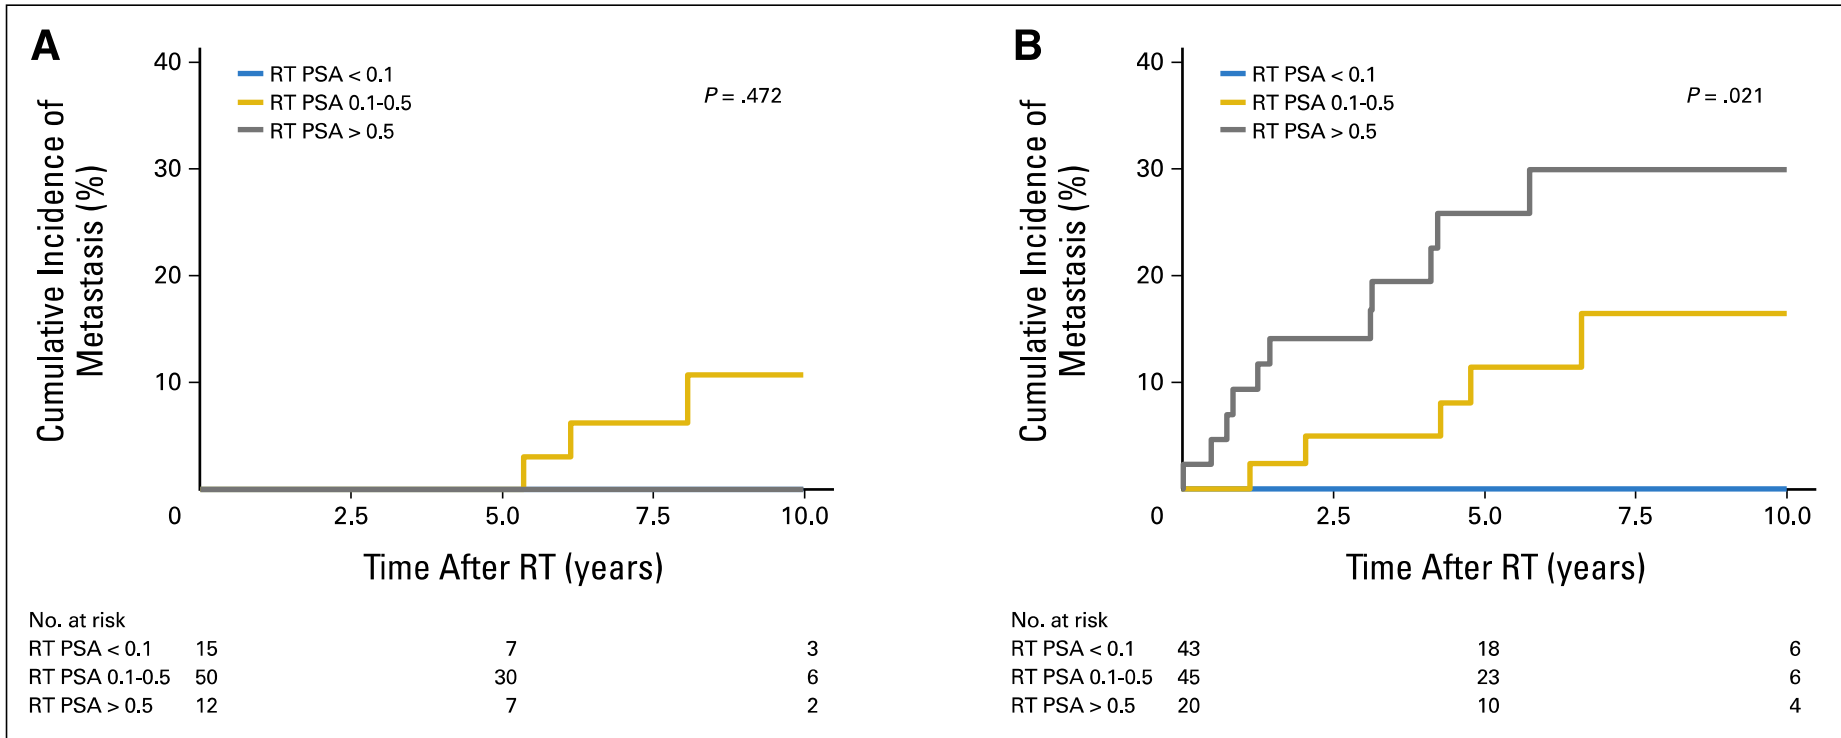 A
Cumulative Incidence of
Metastasis (%)
40
30
20
10
0
2.5
5.0
7.5
10.0
RT PSA < 0.1
RT PSA 0.1-0.5
RT PSA > 0.5
P = .472
Time After RT (years)
No. at risk
RT PSA < 0.1 15 7 3
RT PSA 0.1-0.5 50 30 6
RT PSA > 0.5 12 7 2
B
Cumulative Incidence of
Metastasis (%)
40
30
20
10
0
2.5
5.0
7.5
10.0
RT PSA < 0.1
RT PSA 0.1-0.5
RT PSA > 0.5
P = .021
Time After RT (years)
No. at risk
RT PSA < 0.1 43 18 6
RT PSA 0.1-0.5 45 23 6
RT PSA > 0.5 20 10 4